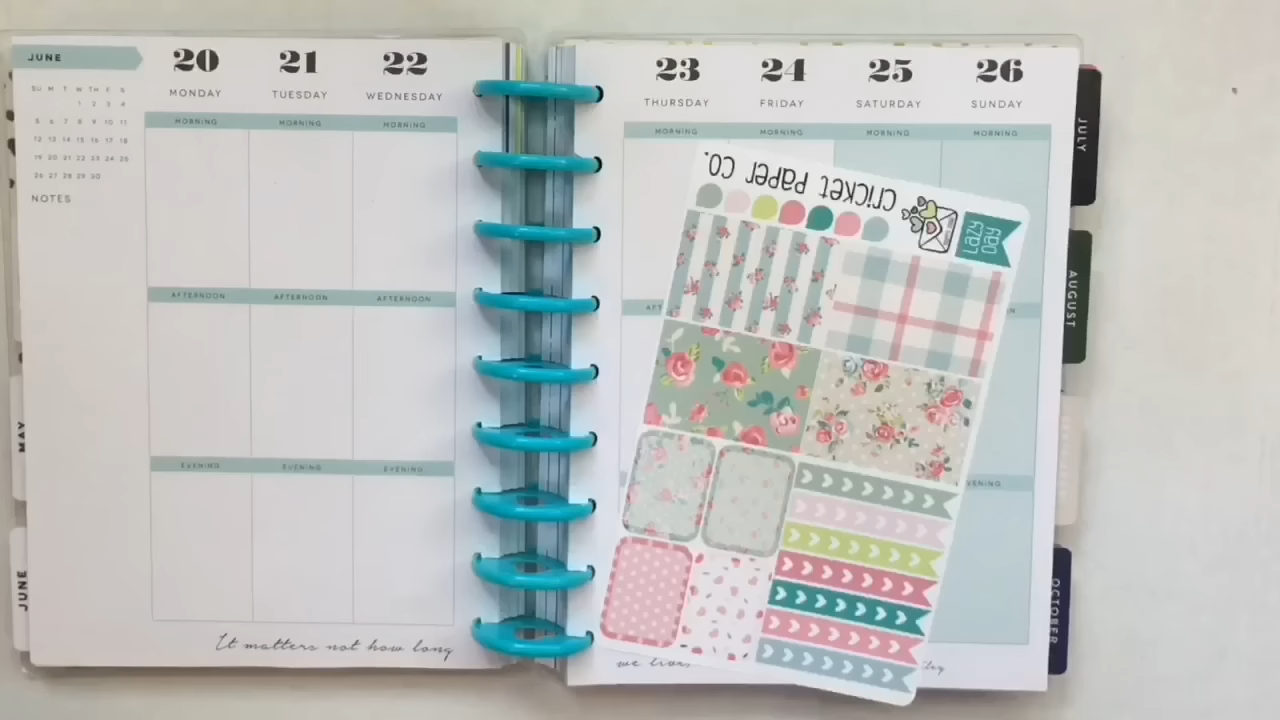 JUNE
SU M T W TH F S
1 2 3 4
5 6 7 8 9 10 11
12 13 14 15 16 17 18
19 20 21 22 23 24 25
26 27 28 29 30
NOTES
20 21 22
MONDAY TUESDAY WEDNESDAY
MORNING MORNING MORNING
AFTERNOON AFTERNOON AFTERNOON
EVENING EVENING EVENING
It matters not how long
MAY
JUNE
23 24 25 26
THURSDAY FRIDAY SATURDAY SUNDAY
MORNING MORNING MORNING MORNING
EVENING
we
Cricket Paper Co.
LAZY
DAY
JULY
AUGUST
OCTOBER